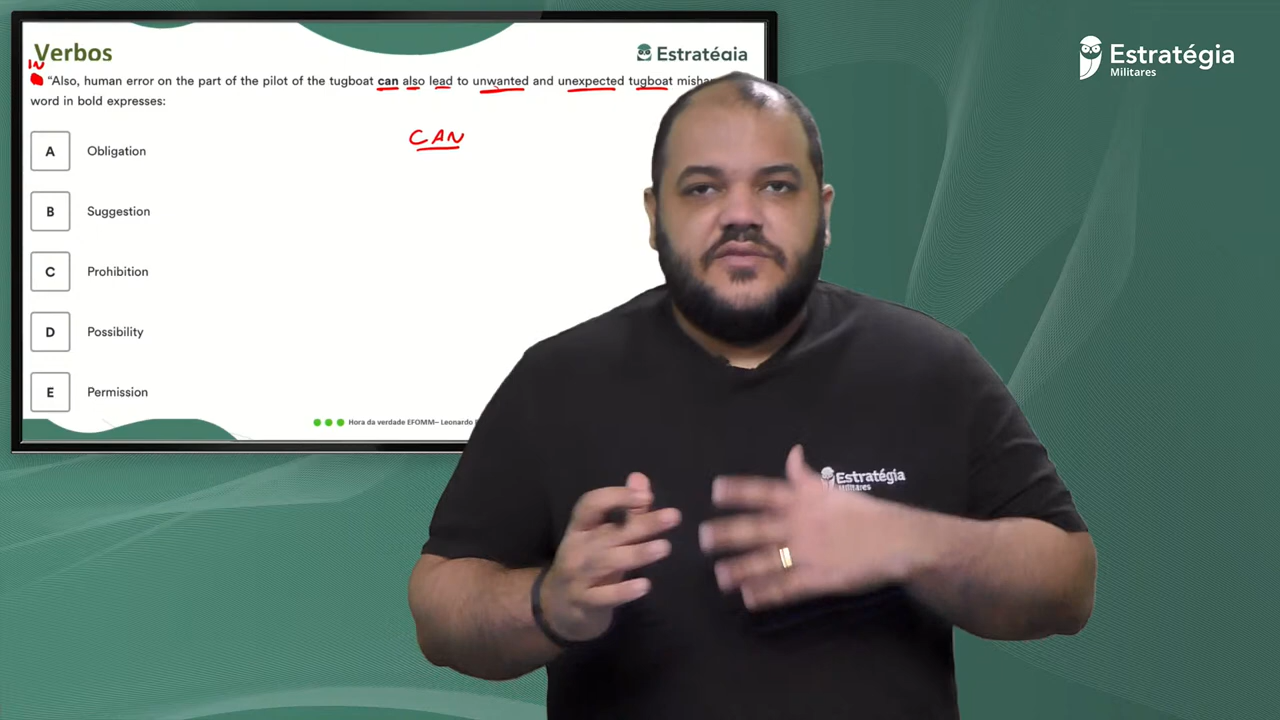 Verbos
Estratégia
Estratégia
Militares
IN
"Also, human error on the part of the pilot of the tugboat can also lead to unwanted and unexpected tugboat
word in bold expresses:
CAN
A Obligation
B Suggestion
C Prohibition
D Possibility
E Permission
Hora da verdade EFOMM– Leonardo
Estratégia
Militares